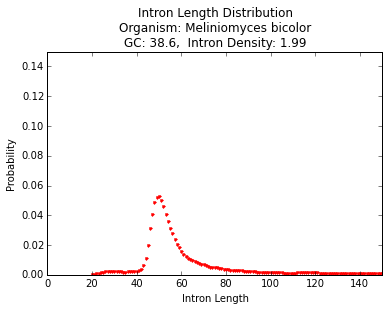 Intron Length Distribution
Organism: Meliniomyces bicolor
GC: 38.6,  Intron Density: 1.99
0.14
0.12
0.10
0.08
0.06
0.04
0.02
0.00
Probability
0 20 40 60 80 100 120 140
Intron Length